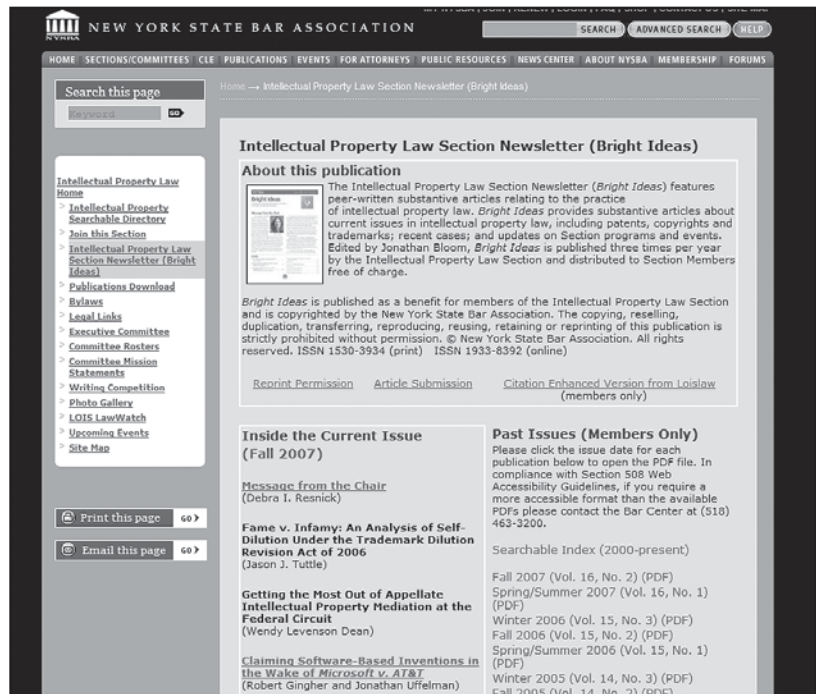 NEW YORK STATE BAR ASSOCIATION
NYSBA
SEARCH ADVANCED SEARCH HELP
HOME | SECTIONS/COMMITTEES | CLE | PUBLICATIONS | EVENTS | FOR ATTORNEYS | PUBLIC RESOURCES | NEWS CENTER | ABOUT NYSBA | MEMBERSHIP | FORUMS
Search this page
Keyword GO
Intellectual Property Law
Home
> Intellectual Property
Searchable Directory
> Join this Section
> Intellectual Property Law
Section Newsletter (Bright
Ideas)
> Publications Download
> Bylaws
> Legal Links
> Executive Committee
> Committee Rosters
> Committee Mission
Statements
> Writing Competition
> Photo Gallery
> LOIS LawWatch
> Upcoming Events
> Site Map
Print this page GO
Email this page GO
Home → Intellectual Property Law Section Newsletter (Bright Ideas)
Intellectual Property Law Section Newsletter (Bright Ideas)
About this publication
Bright Ideas
The Intellectual Property Law Section Newsletter (Bright Ideas) features
peer-written substantive articles relating to the practice
of intellectual property law. Bright Ideas provides substantive articles about
current issues in intellectual property law, including patents, copyrights and
trademarks; recent cases; and updates on Section programs and events.
Edited by Jonathan Bloom, Bright Ideas is published three times per year
by the Intellectual Property Law Section and distributed to Section Members
free of charge.
Bright Ideas is published as a benefit for members of the Intellectual Property Law Section
and is copyrighted by the New York State Bar Association. The copying, reselling,
duplication, transferring, reproducing, reusing, retaining or reprinting of this publication is
strictly prohibited without permission. © New York State Bar Association. All rights
reserved. ISSN 1530-3934 (print) ISSN 1933-8392 (online)
Reprint Permission Article Submission Citation Enhanced Version from Loislaw
(members only)
Inside the Current Issue
(Fall 2007)
Message from the Chair
(Debra I. Resnick)
Fame v. Infamy: An Analysis of Self-
Dilution Under the Trademark Dilution
Revision Act of 2006
(Jason J. Tuttle)
Getting the Most Out of Appellate
Intellectual Property Mediation at the
Federal Circuit
(Wendy Levenson Dean)
Claiming Software-Based Inventions in
the Wake of Microsoft v. AT&T
(Robert Gingher and Jonathan Uffelman)
Past Issues (Members Only)
Please click the issue date for each
publication below to open the PDF file. In
compliance with Section 508 Web
Accessibility Guidelines, if you require a
more accessible format than the available
PDFs please contact the Bar Center at (518)
463-3200.
Searchable Index (2000-present)
Fall 2007 (Vol. 16, No. 2) (PDF)
Spring/Summer 2007 (Vol. 16, No. 1)
(PDF)
Winter 2006 (Vol. 15, No. 3) (PDF)
Fall 2006 (Vol. 15, No. 2) (PDF)
Spring/Summer 2006 (Vol. 15, No. 1)
(PDF)
Winter 2005 (Vol. 14, No. 3) (PDF)
Fall 2005 (Vol. 14, No. 2) (PDF)